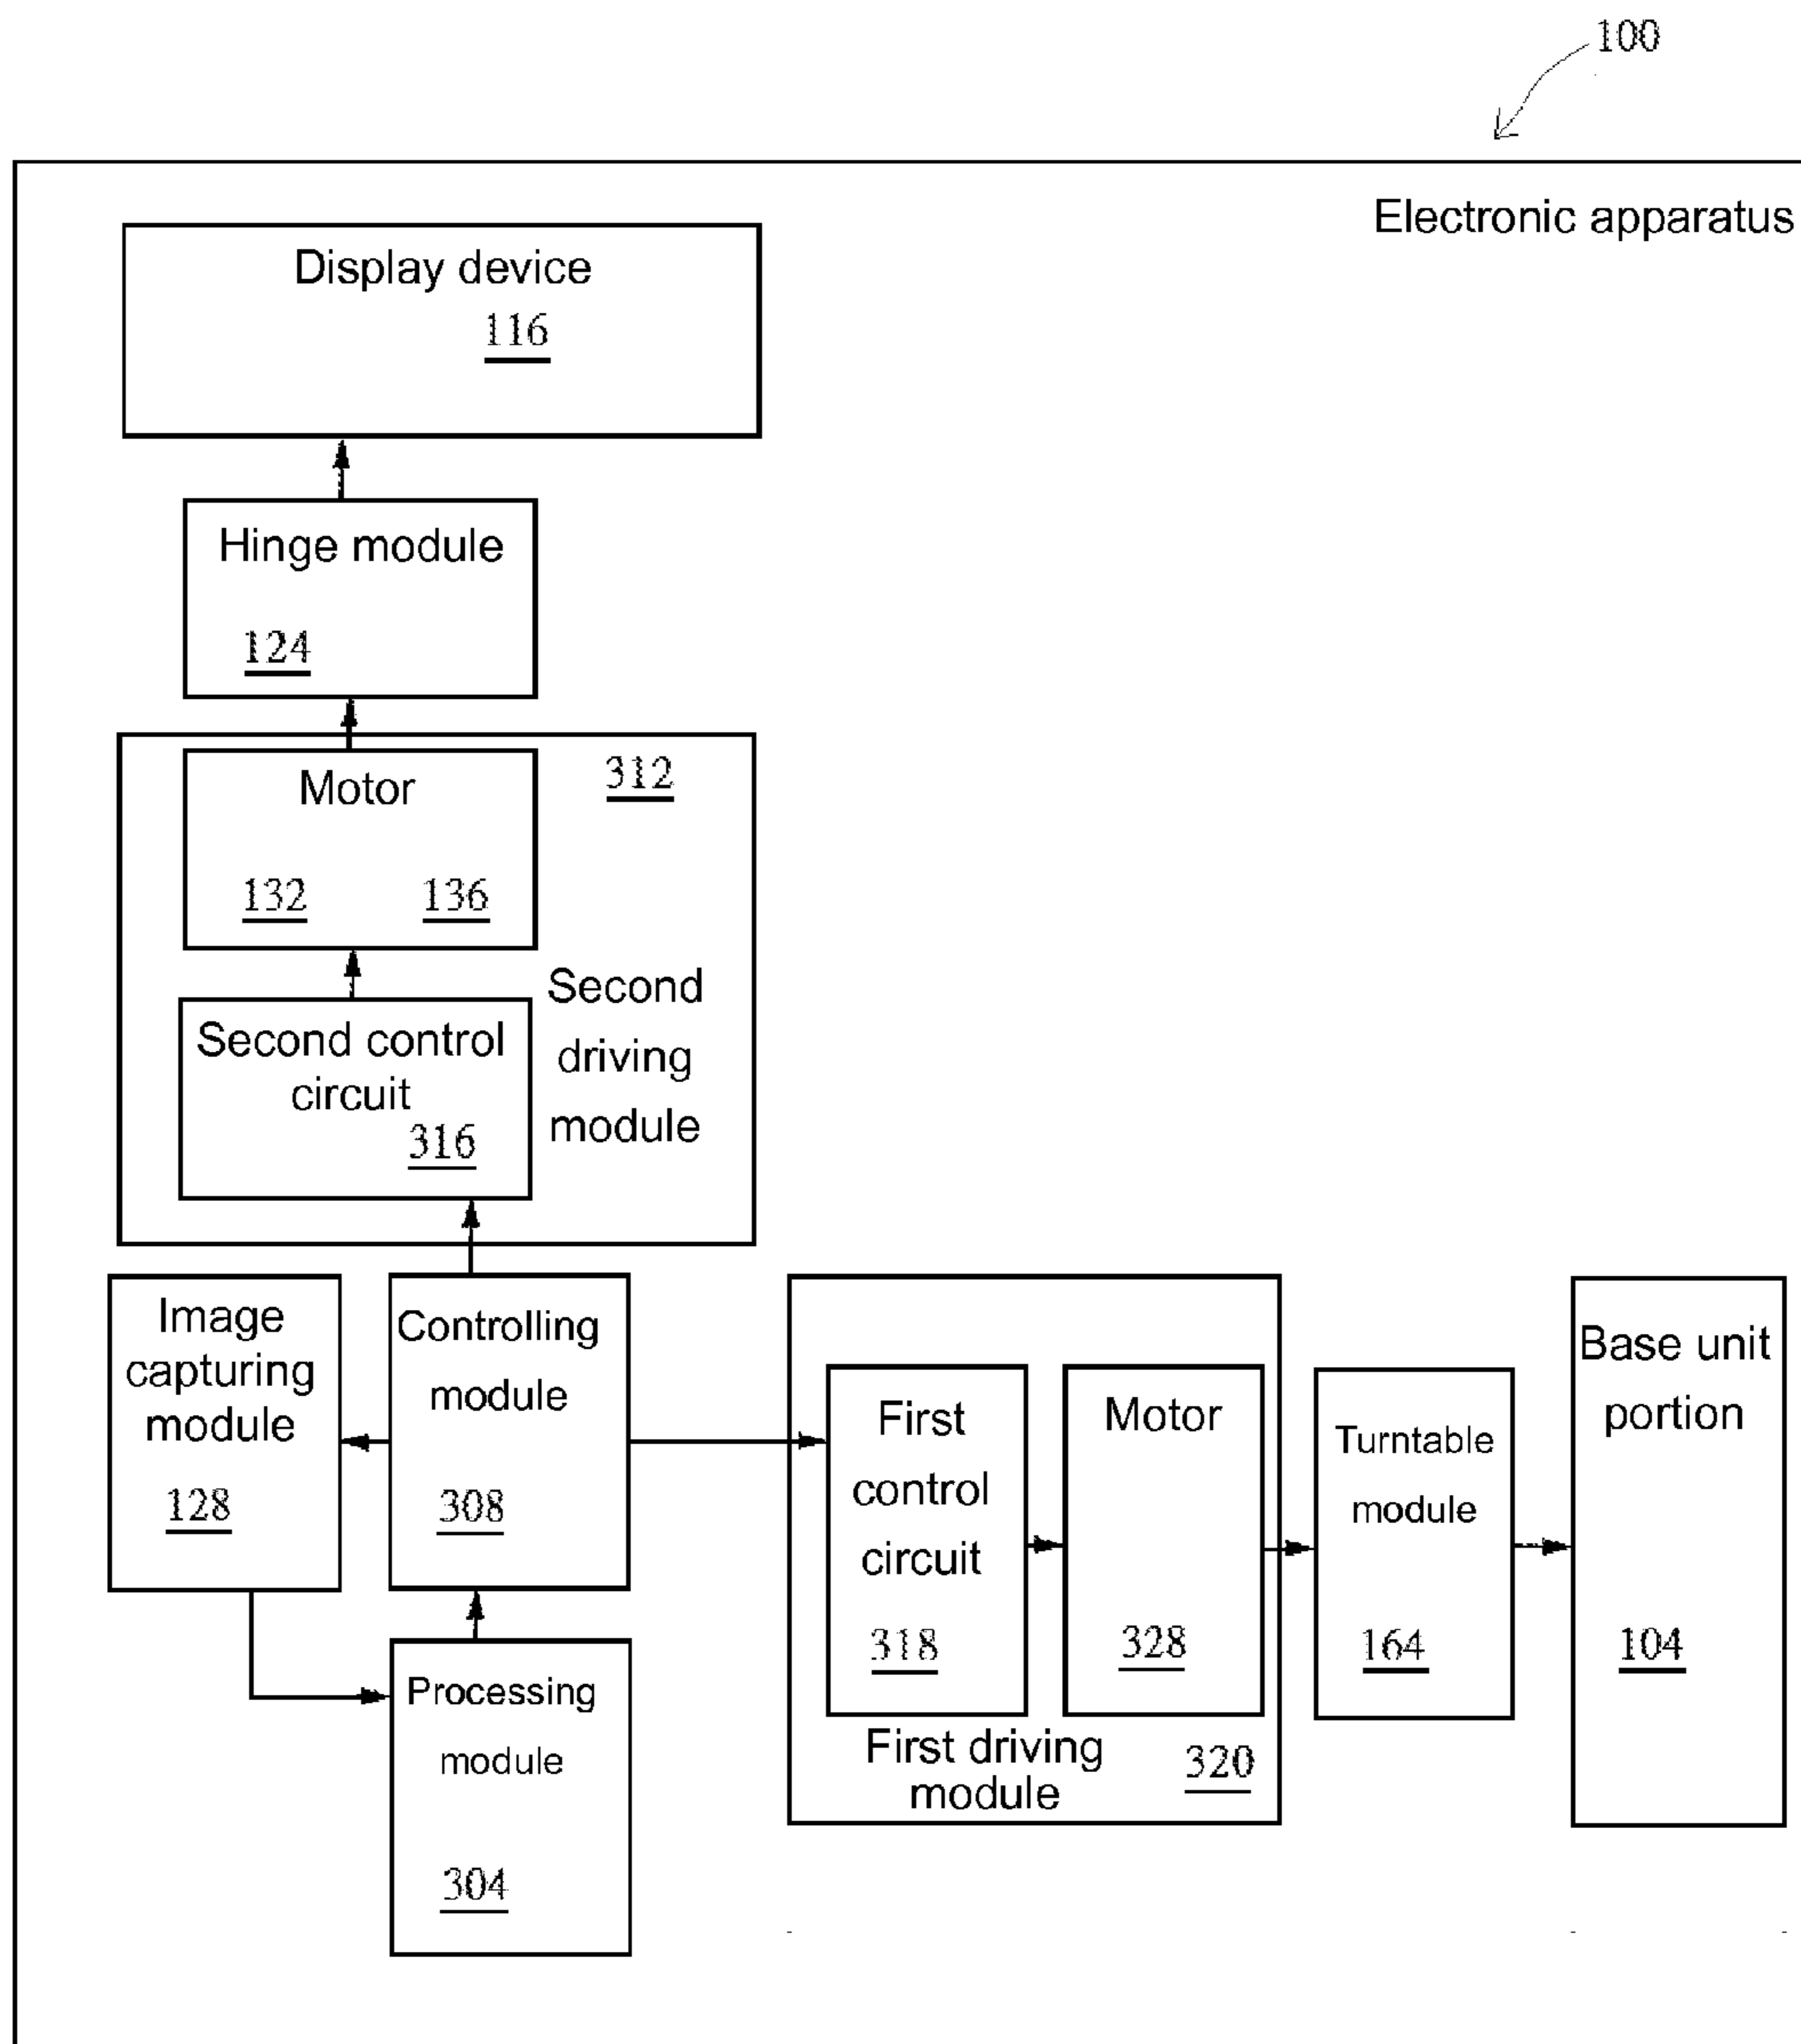 100
Electronic apparatus
Display device
116
Hinge module
124
Motor
132 136
312
Second
driving
module
Second control
circuit
316
Image
capturing
module
128
Controlling
module
308
Processing
module
304
First
control
circuit
318
Motor
328
First driving
module
320
Turntable
module
164
Base unit
portion
104